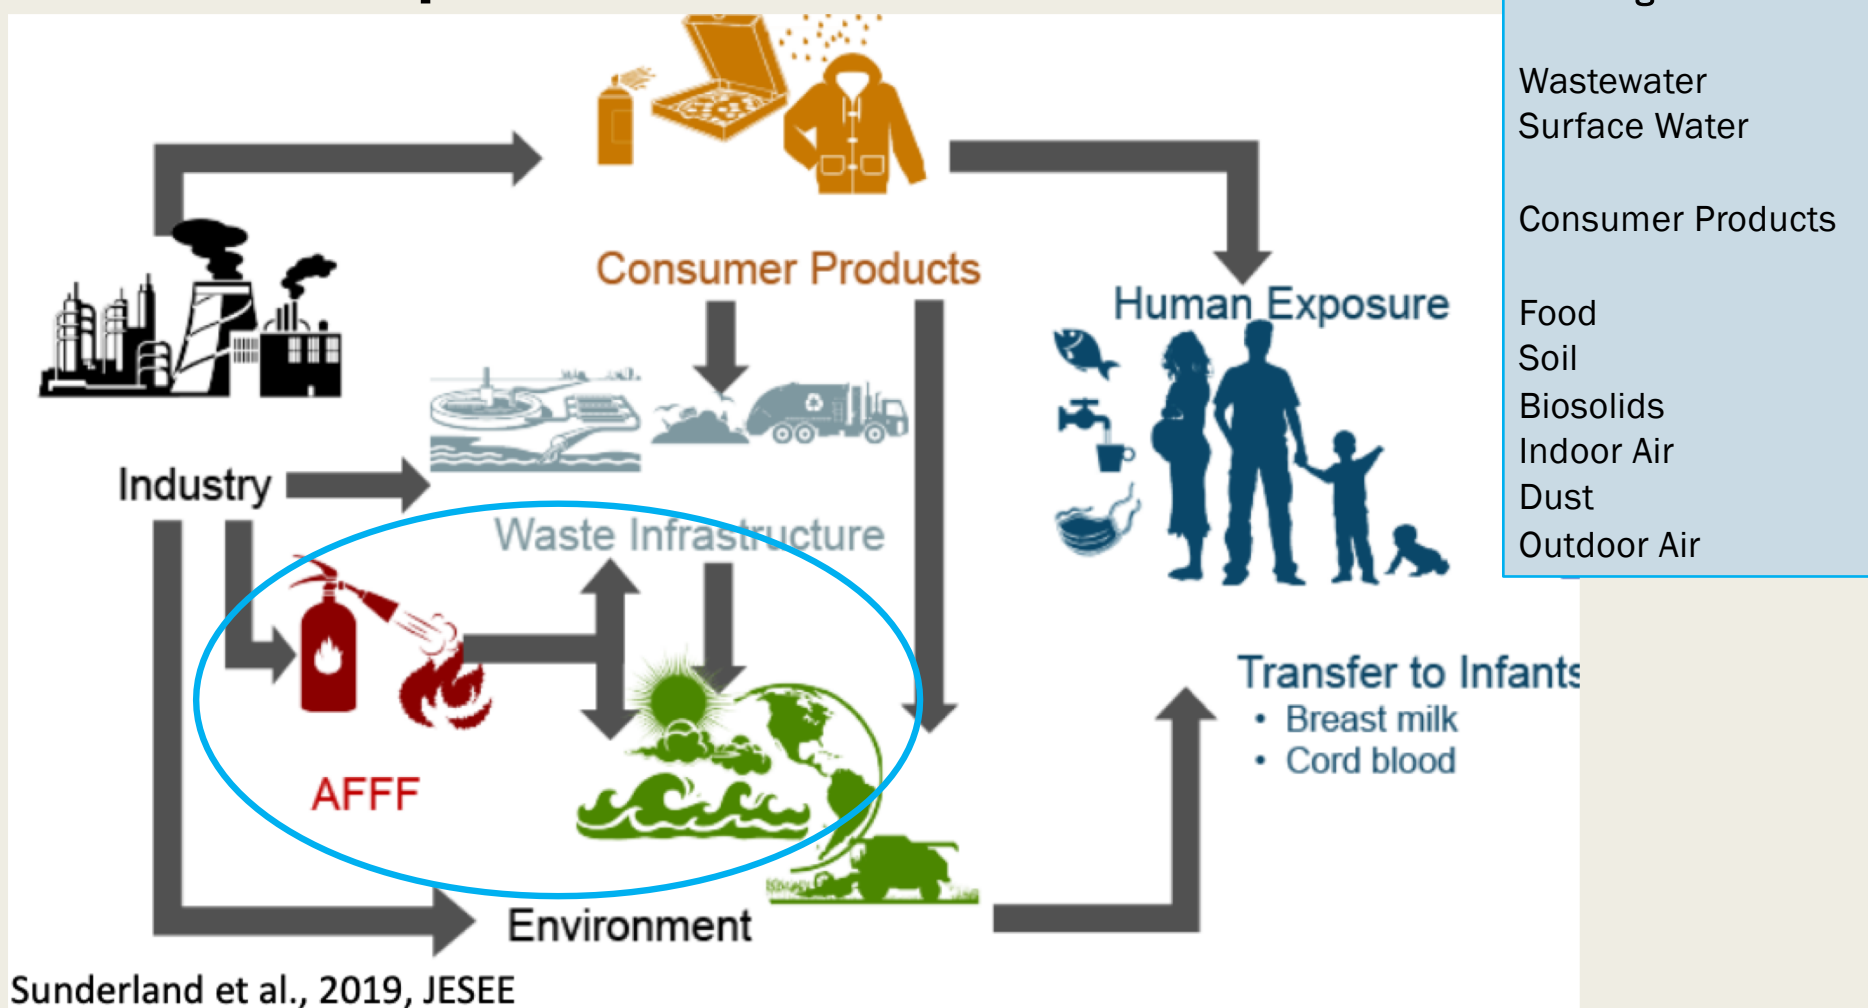 Consumer Products
Human Exposure
Industry
Waste Infrastructure
AFFF
Transfer to Infants
• Breast milk
• Cord blood
Environment
Sunderland et al., 2019, JESEE
Wastewater
Surface Water
Consumer Products
Food
Soil
Biosolids
Indoor Air
Dust
Outdoor Air